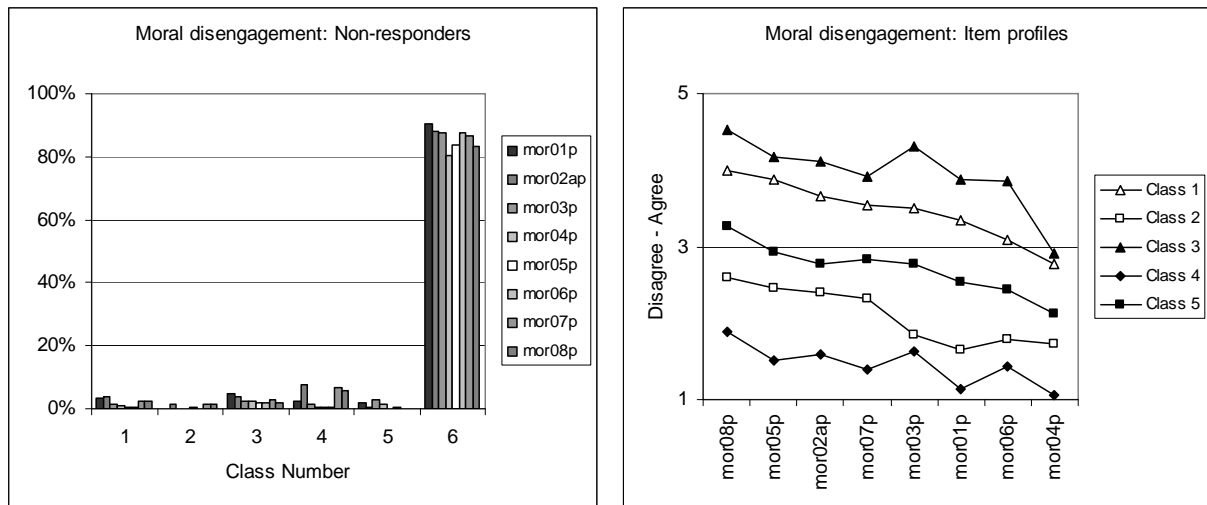 Moral disengagement: Non-responders
100%
80%
60%
40%
20%
0%
1 2 3 4 5 6
Class Number
mor01p
mor02ap
mor03p
mor04p
mor05p
mor06p
mor07p
mor08p
Moral disengagement: Item profiles
5
3
1
Disagree - Agree
mor08p
mor05p
mor02ap
mor07p
mor03p
mor01p
mor06p
mor04p
Class 1
Class 2
Class 3
Class 4
Class 5